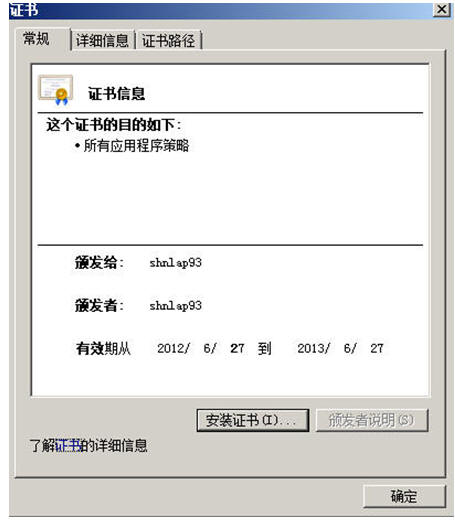 证书
常规 详细信息 证书路径
证书信息
这个证书的目的如下:
•所有应用程序策略
颁发给: shnlap93
颁发者: shnlap93
有效期从 2012/ 6/ 27 到 2013/ 6/ 27
安装证书(I)... 颁发者说明(S)
了解证书的详细信息
确定